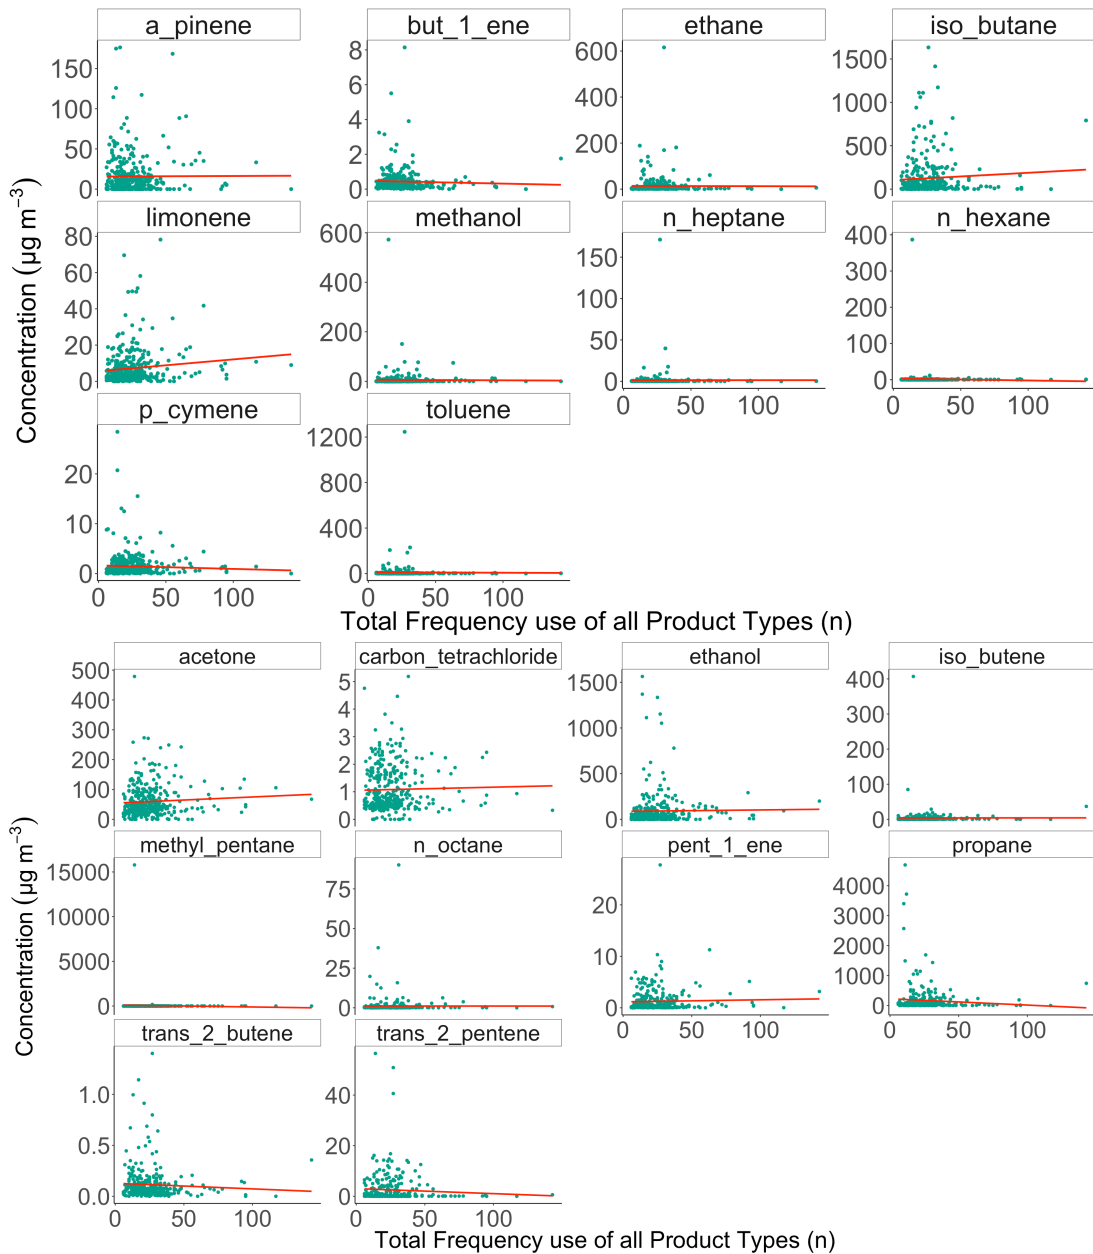 a_pinene but_1_ene ethane iso_butane
150 100 50 0
8 6 4 2 0
600 400 200 0
1500 1000 500 0
limonene methanol n_heptane n_hexane
80 60 40 20 0
600 400 200 0
150 100 50 0
400 300 200 100 0
0 50 100
0 50 100
p_cymene toluene
20 10 0
1200 800 400 0
0 50 100
0 50 100
Concentration (µg m−3)
Total Frequency use of all Product Types (n)
acetone carbon_tetrachloride ethanol iso_butene
500 400 300 200 100 0
5 4 3 2 1 0
1500 1000 500 0
400 300 200 100 0
methyl_pentane n_octane pent_1_ene propane
15000 10000 5000 0
75 50 25 0
20 10 0
4000 3000 2000 1000 0
0 50 100
0 50 100
trans_2_butene trans_2_pentene
1.0 0.5 0.0
40 20 0
0 50 100
0 50 100
Concentration (µg m−3)
Total Frequency use of all Product Types (n)